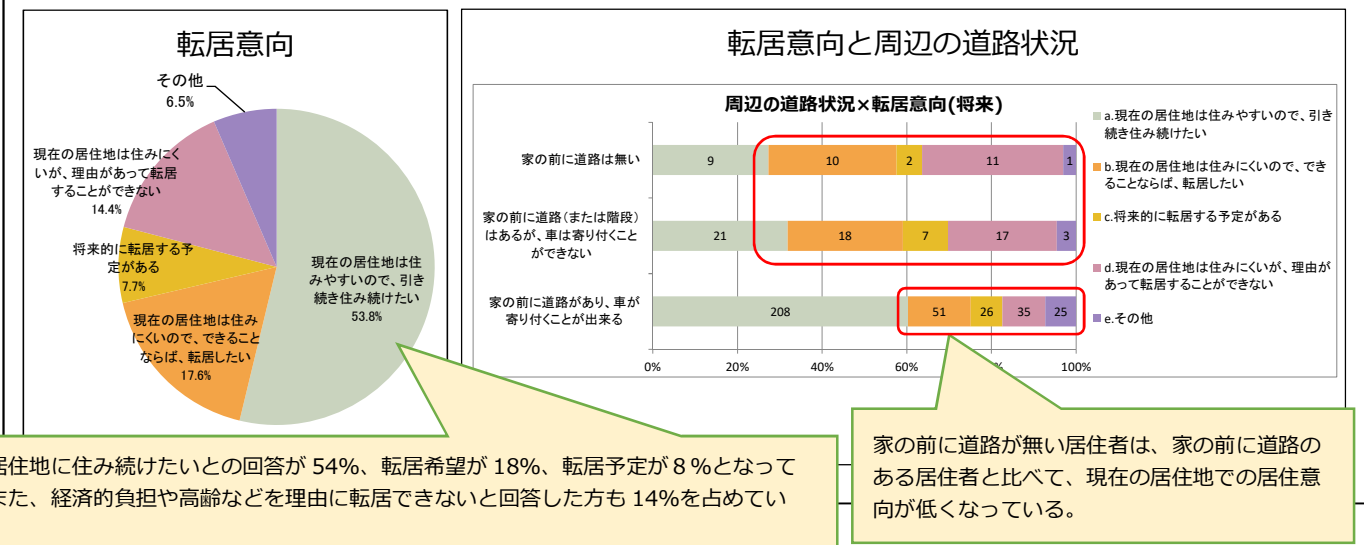 転居意向
その他
6.5%
現在の居住地は住みにく
いが、理由があって転居
することができない
14.4%
将来的に転居する予
定がある
7.7%
現在の居住地は住み
にくいので、できること
ならば、転居したい
17.6%
現在の居住地は住
みやすいので、引き
続き住み続けたい
53.8%
転居意向と周辺の道路状況
周辺の道路状況×転居意向(将来)
家の前に道路は無い
9 10 2 11 1
家の前に道路(または階段)
はあるが、車は寄り付くこと
ができない
21 18 7 17 3
家の前に道路があり、車が
寄り付くことが出来る
208 51 26 35 25
0% 20% 40% 60% % 100%
a.現在の居住地は住みやすいので、引き
続き住み続けたい
b.現在の居住地は住みにくいので、でき
ることならば、転居したい
c.将来的に転居する予定がある
d.現在の居住地は住みにくいが、理由が
あって転居することができない
e.その他
居住地に住み続けたいとの回答が 54%、転居希望が 18%、転居予定が８%となって
また、経済的負担や高齢などを理由に転居できないと回答した方も 14%を占めてい
家の前に道路が無い居住者は、家の前に道路の
ある居住者と比べて、現在の居住地での居住意
向が低くなっている。